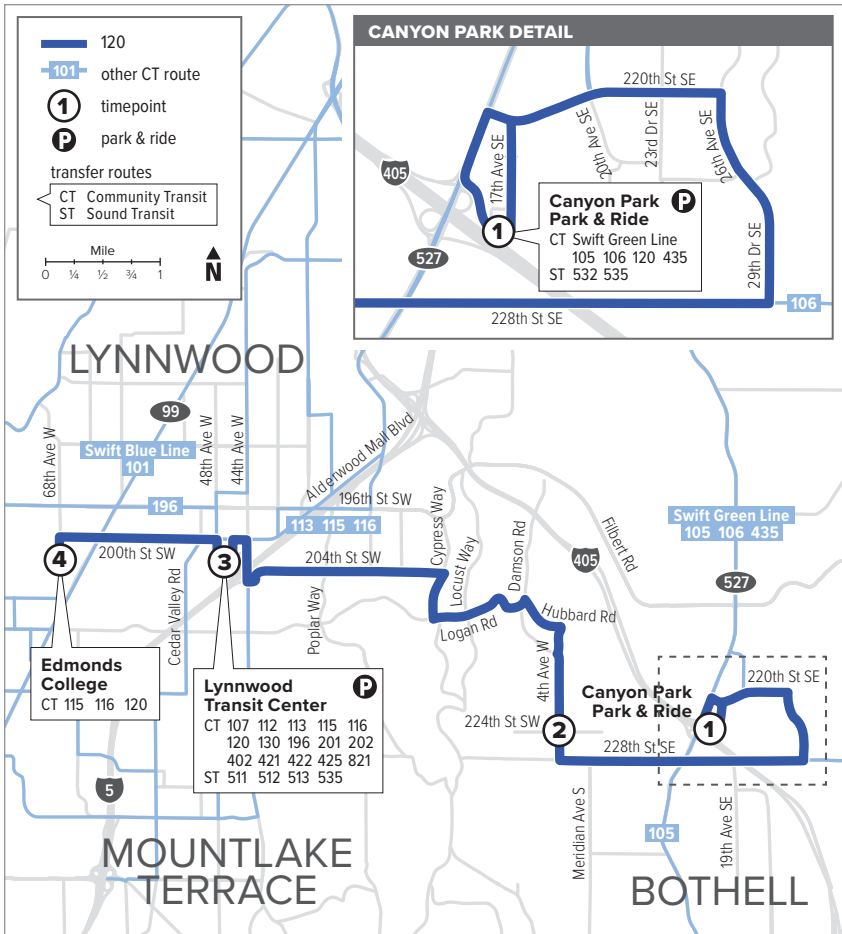 120
101
other CT route
1
timepoint
P
park & ride
transfer routes
CT Community Transit
ST Sound Transit
Mile
0 ¼ ½ ¾ 1
N
CANYON PARK DETAIL
220th St SE
20th Ave SE
23rd Dr SE
26th Ave SE
17th Ave SE
405
527
1
Canyon Park
Park & Ride
P
CT Swift Green Line
105 106 120 435
ST 532 535
29th Dr SE
106
228th St SE
LYNNWOOD
99
68th Ave W
Swift Blue Line
101
48th Ave W
44th Ave W
Alderwood Mall Blvd
196
196th St SW
113 115 116
Cypress Way
Locust Way
Damson Rd
Filbert Rd
405
Swift Green Line
105 106 435
527
4
200th St SW
3
204th St SW
Cedar Valley Rd
Poplar Way
Logan Rd
Hubbard Rd
4th Ave W
Edmonds
College
CT 115 116 120
Lynnwood
Transit Center
P
CT 107 112 113 115 116
120 130 196 201 202
402 421 422 425 821
ST 511 512 513 535
224th St SW
2
Canyon Park
Park & Ride
1
220th St SE
228th St SE
5
Meridian Ave S
105
19th Ave SE
MOUNTLAKE
TERRACE
BOTHELL